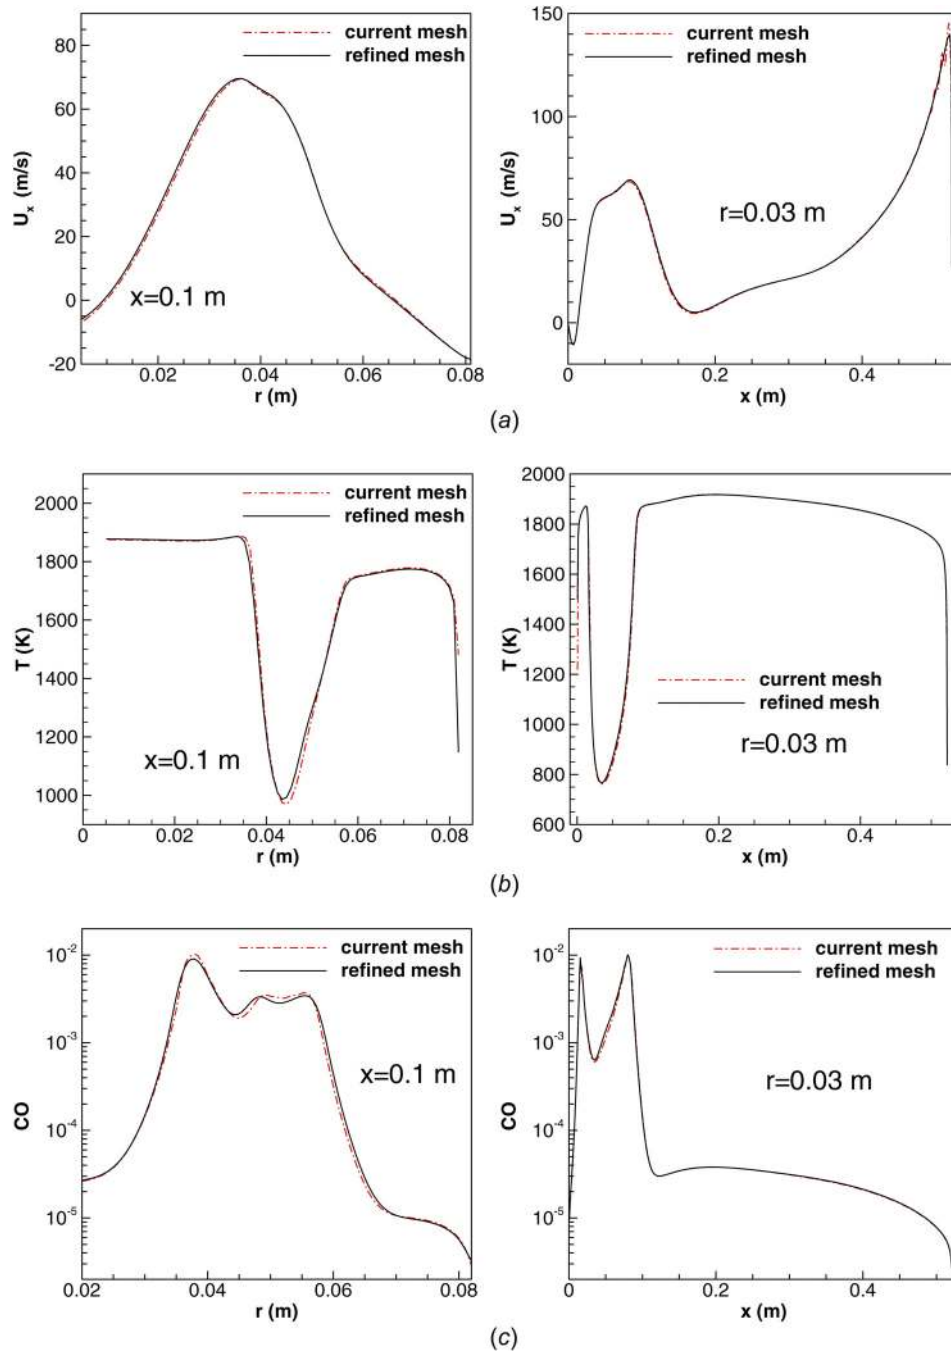 80
60
40
20
0
-20
U_x (m/s)
current mesh
refined mesh
x=0.1 m
0.02 0.04 0.06 0.08
r (m)
150
100
50
0
U_x (m/s)
current mesh
refined mesh
r=0.03 m
0 0.2 0.4
x (m)
(a)
2000
1800
1600
1400
1200
1000
T (K)
current mesh
refined mesh
x=0.1 m
0 0.02 0.04 0.06 0.08
r (m)
2000
1800
1600
1400
1200
1000
800
600
T (K)
current mesh
refined mesh
r=0.03 m
0 0.2 0.4
x (m)
(b)
10^-2
10^-3
10^-4
10^-5
CO
current mesh
refined mesh
x=0.1 m
0.02 0.04 0.06 0.08
r (m)
10^-2
10^-3
10^-4
10^-5
CO
current mesh
refined mesh
r=0.03 m
0 0.2 0.4
x (m)
(c)